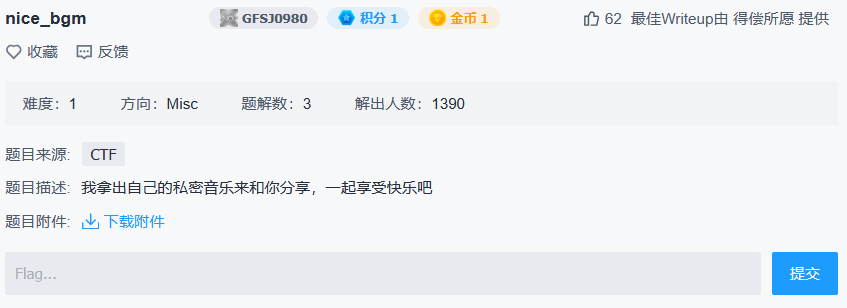 nice_bgm GFSJ0980 积分 1 金币 1 62 最佳Writeup由 得偿所愿 提供
收藏 反馈
难度：1 方向：Misc 题解数：3 解出人数：1390
题目来源: CTF
题目描述: 我拿出自己的私密音乐来和你分享，一起享受快乐吧
题目附件: 下载附件
Flag... 提交